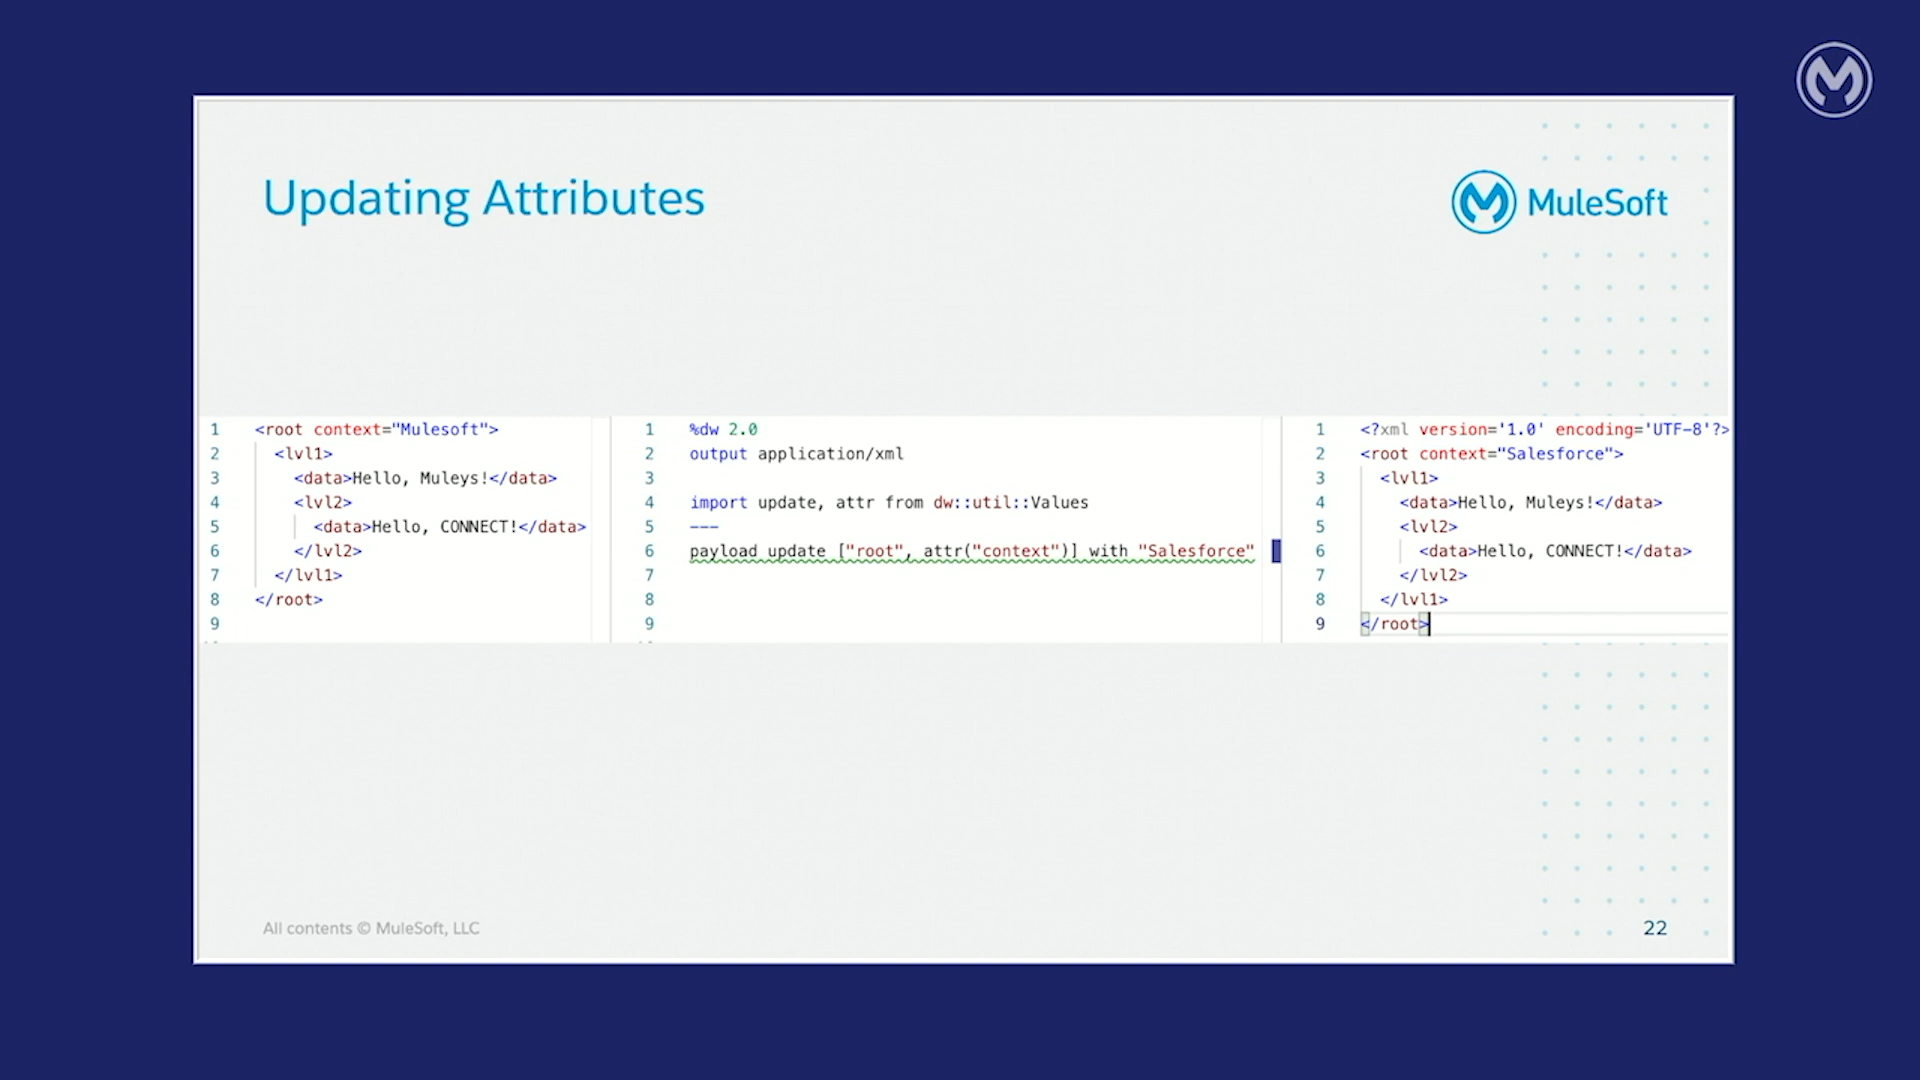 Updating Attributes
MuleSoft
1 <root context="Mulesoft">
2 <lvl1>
3 <data>Hello, Muleys!</data>
4 <lvl2>
5 <data>Hello, CONNECT!</data>
6 </lvl2>
7 </lvl1>
8 </root>
9
1 %dw 2.0
2 output application/xml
3
4 import update, attr from dw::util::Values
5 ---
6 payload update ["root", attr("context")] with "Salesforce"
7
8
9
1 <?xml version='1.0' encoding='UTF-8'?>
2 <root context="Salesforce">
3 <lvl1>
4 <data>Hello, Muleys!</data>
5 <lvl2>
6 <data>Hello, CONNECT!</data>
7 </lvl2>
8 </lvl1>
9 </root>
All contents © MuleSoft, LLC
22